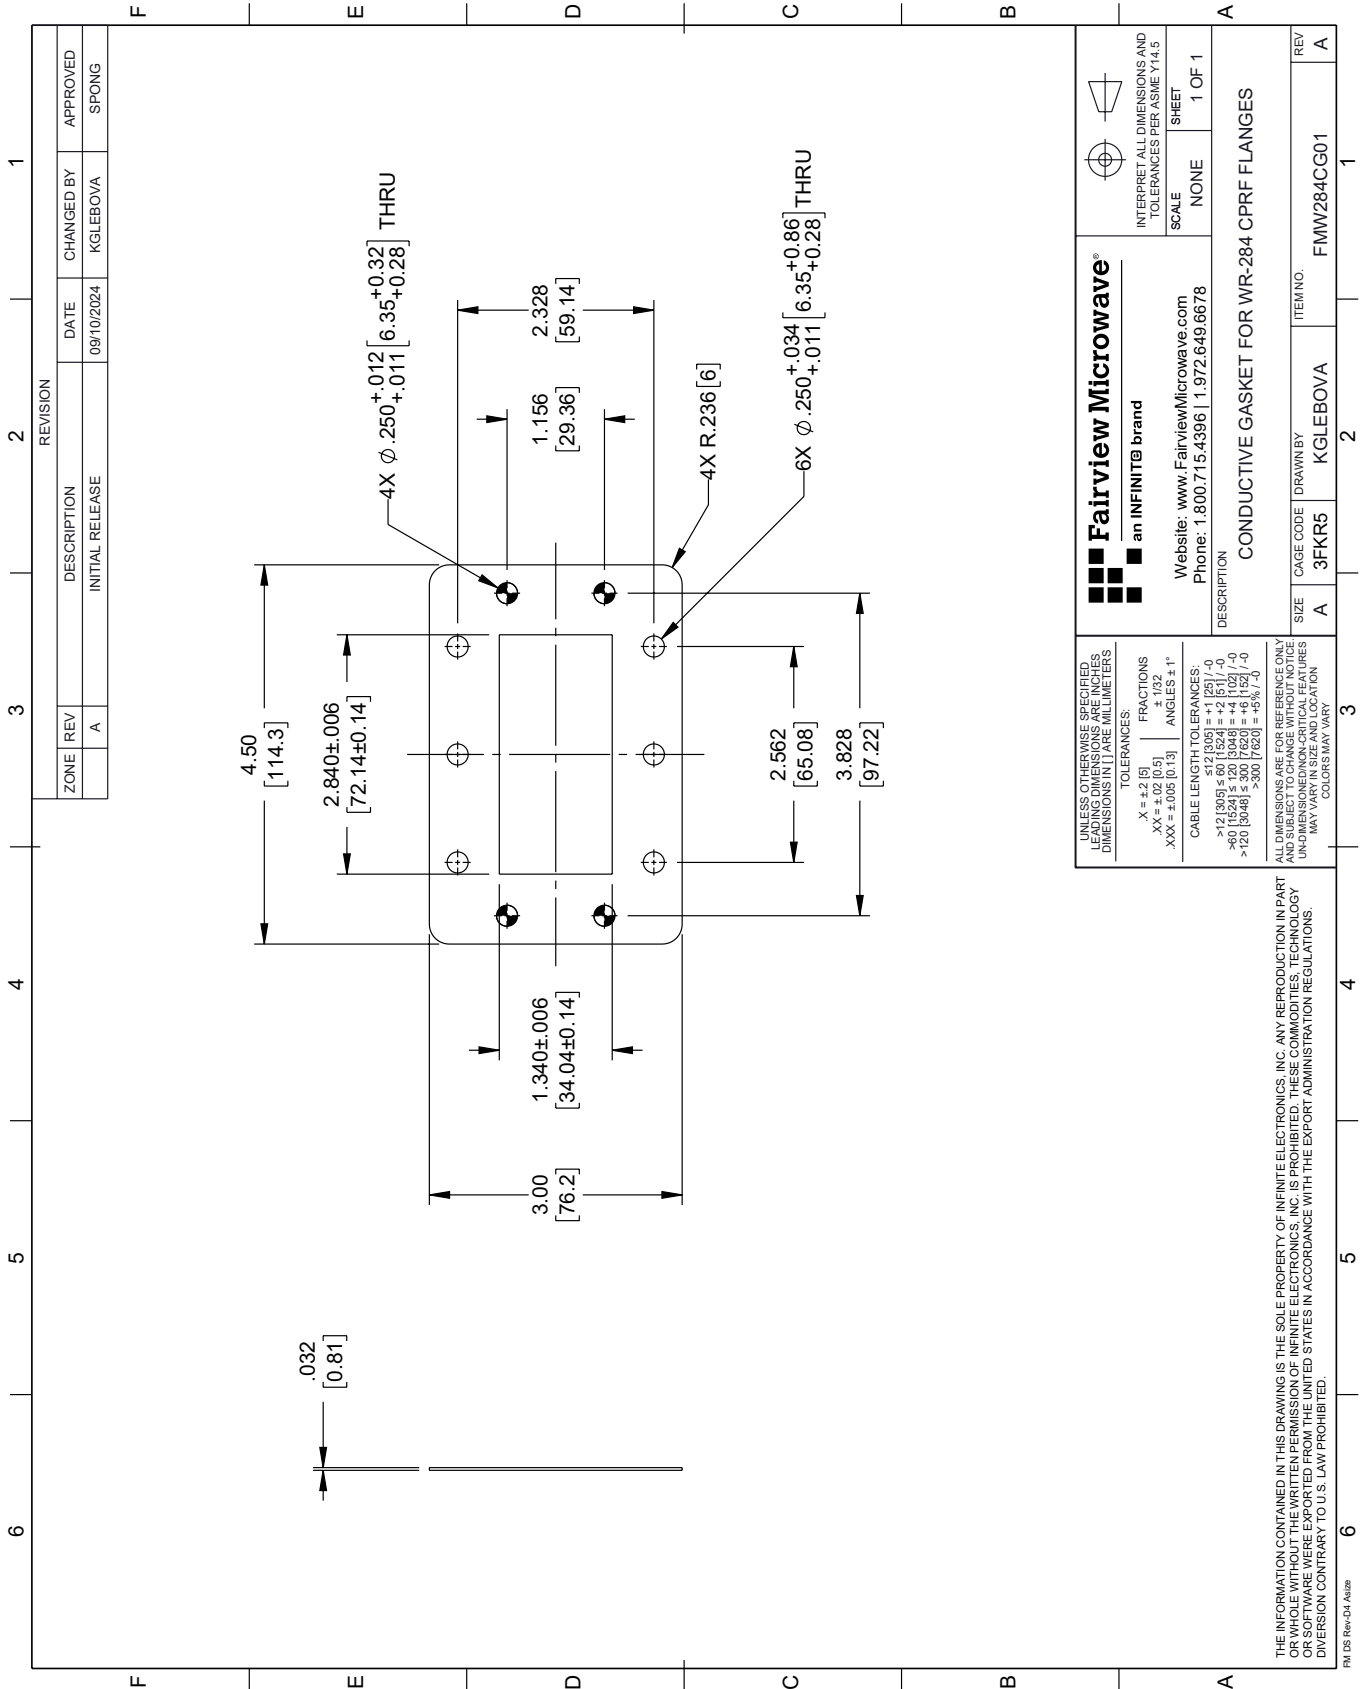 REVISION
ZONE REV DESCRIPTION DATE CHANGED BY APPROVED
A INITIAL RELEASE 09/10/2024 KGLEBOVA SPONG
6 5 4 3 2 1
F
E
D
C
B
A
.032
[0.81]
4.50
[114.3]
2.840±.006
[72.14±0.14]
4X ⌀ .250 +.012 +.011 [6.35 +0.32 +0.28] THRU
3.00
[76.2]
1.340±.006
[34.04±0.14]
1.156
[29.36]
2.328
[59.14]
4X R.236 [6]
2.562
[65.08]
3.828
[97.22]
6X ⌀ .250 +.034 +.011 [6.35 +0.86 +0.28] THRU
UNLESS OTHERWISE SPECIFIED
LEADING DIMENSIONS ARE INCHES
DIMENSIONS IN [ ] ARE MILLIMETERS
TOLERANCES:
.X = ±.2 [5] FRACTIONS
.XX = ±.02 [0.5] ± 1/32
.XXX = ±.005 [0.13] ANGLES ± 1°
CABLE LENGTH TOLERANCES:
≤12 [305] = +1 [25] / -0
>12 [305] ≤ 60 [1524] = +2 [51] / -0
>60 [1524] ≤ 120 [3048] = +4 [102] / -0
>120 [3048] ≤ 300 [7620] = +6 [152] / -0
>300 [7620] = +5% / -0
ALL DIMENSIONS ARE FOR REFERENCE ONLY
AND SUBJECT TO CHANGE WITHOUT NOTICE.
UN-DIMENSIONED/NON-CRITICAL FEATURES
MAY VARY IN SIZE AND LOCATION
COLORS MAY VARY
Fairview Microwave®
an INFINIT@ brand
Website: www.FairviewMicrowave.com
Phone: 1.800.715.4396 | 1.972.649.6678
INTERPRET ALL DIMENSIONS AND
TOLERANCES PER ASME Y14.5
SCALE SHEET
NONE 1 OF 1
DESCRIPTION
CONDUCTIVE GASKET FOR WR-284 CPRF FLANGES
SIZE CAGE CODE DRAWN BY ITEM NO. REV
A 3FKR5 KGLEBOVA FMW284CG01 A
THE INFORMATION CONTAINED IN THIS DRAWING IS THE SOLE PROPERTY OF INFINITE ELECTRONICS, INC. ANY REPRODUCTION IN PART
OR WHOLE WITHOUT THE WRITTEN PERMISSION OF INFINITE ELECTRONICS, INC. IS PROHIBITED. THESE COMMODITIES, TECHNOLOGY
OR SOFTWARE WERE EXPORTED FROM THE UNITED STATES IN ACCORDANCE WITH THE EXPORT ADMINISTRATION REGULATIONS.
DIVERSION CONTRARY TO U.S. LAW PROHIBITED.
F
E
D
C
B
A
6 5 4 3 2 1
FM DS Rev-D4 Asize